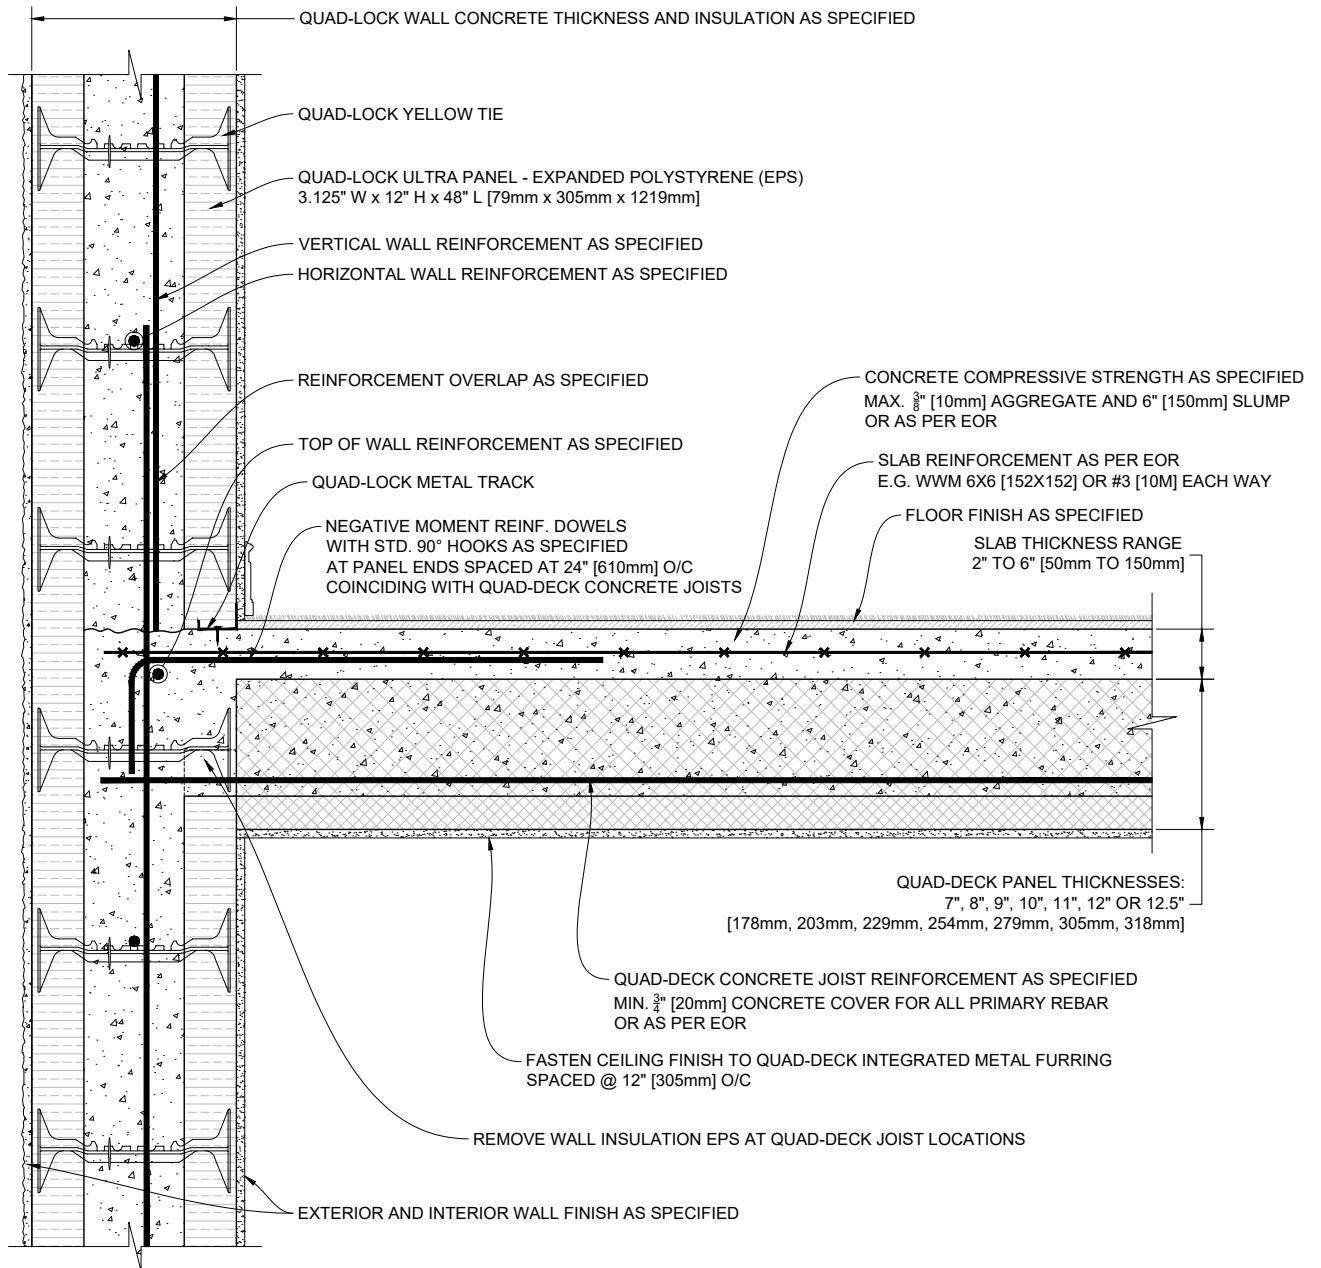 QUAD-LOCK WALL CONCRETE THICKNESS AND INSULATION AS SPECIFIED
QUAD-LOCK YELLOW TIE
QUAD-LOCK ULTRA PANEL - EXPANDED POLYSTYRENE (EPS)
3.125" W x 12" H x 48" L [79mm x 305mm x 1219mm]
VERTICAL WALL REINFORCEMENT AS SPECIFIED
HORIZONTAL WALL REINFORCEMENT AS SPECIFIED
REINFORCEMENT OVERLAP AS SPECIFIED
TOP OF WALL REINFORCEMENT AS SPECIFIED
QUAD-LOCK METAL TRACK
NEGATIVE MOMENT REINF. DOWELS
WITH STD. 90° HOOKS AS SPECIFIED
AT PANEL ENDS SPACED AT 24" [610mm] O/C
COINCIDING WITH QUAD-DECK CONCRETE JOISTS
CONCRETE COMPRESSIVE STRENGTH AS SPECIFIED
MAX. 3/8" [10mm] AGGREGATE AND 6" [150mm] SLUMP
OR AS PER EOR
SLAB REINFORCEMENT AS PER EOR
E.G. WWM 6X6 [152X152] OR #3 [10M] EACH WAY
FLOOR FINISH AS SPECIFIED
SLAB THICKNESS RANGE
2" TO 6" [50mm TO 150mm]
QUAD-DECK PANEL THICKNESSES:
7", 8", 9", 10", 11", 12" OR 12.5"
[178mm, 203mm, 229mm, 254mm, 279mm, 305mm, 318mm]
QUAD-DECK CONCRETE JOIST REINFORCEMENT AS SPECIFIED
MIN. 3/4" [20mm] CONCRETE COVER FOR ALL PRIMARY REBAR
OR AS PER EOR
FASTEN CEILING FINISH TO QUAD-DECK INTEGRATED METAL FURRING
SPACED @ 12" [305mm] O/C
REMOVE WALL INSULATION EPS AT QUAD-DECK JOIST LOCATIONS
EXTERIOR AND INTERIOR WALL FINISH AS SPECIFIED